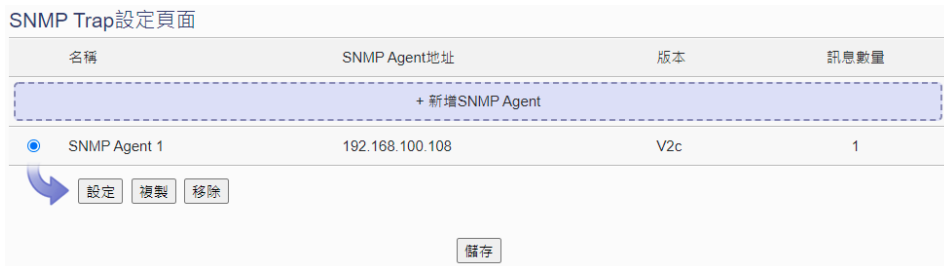 SNMP Trap設定頁面
名稱 SNMP Agent地址 版本 訊息數量
+ 新增SNMP Agent
SNMP Agent 1 192.168.100.108 V2c 1
設定 複製 移除
儲存